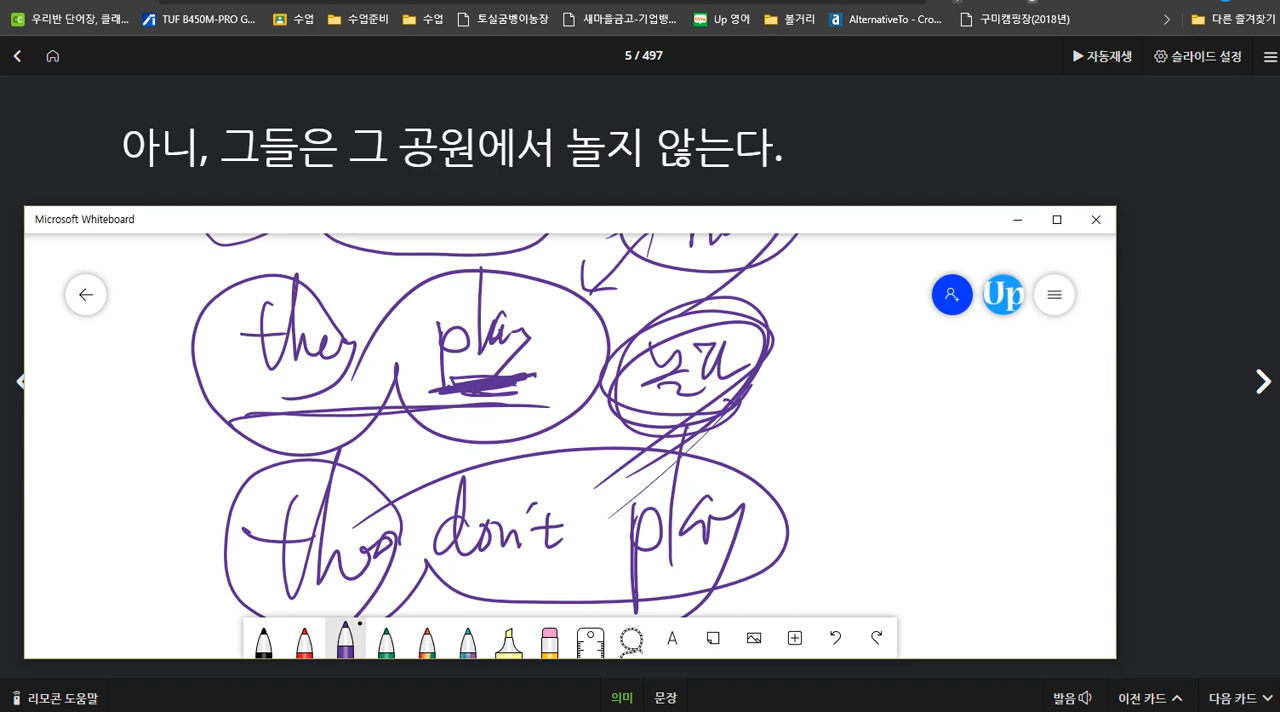 우리반 단어장, 클래... TUF B450M-PRO G... 수업 수업준비 수업 토실굼벵이농장 새마을금고-기업뱅... Up 영어 볼거리 AlternativeTo - Cro... 구미캠핑장(2018년) 다른 즐겨찾기
5 / 497 자동재생 슬라이드 설정
아니, 그들은 그 공원에서 놀지 않는다.
Microsoft Whiteboard
Up
they play 논다
they don't play
리모콘 도움말 의미 문장 발음 이전 카드 다음 카드